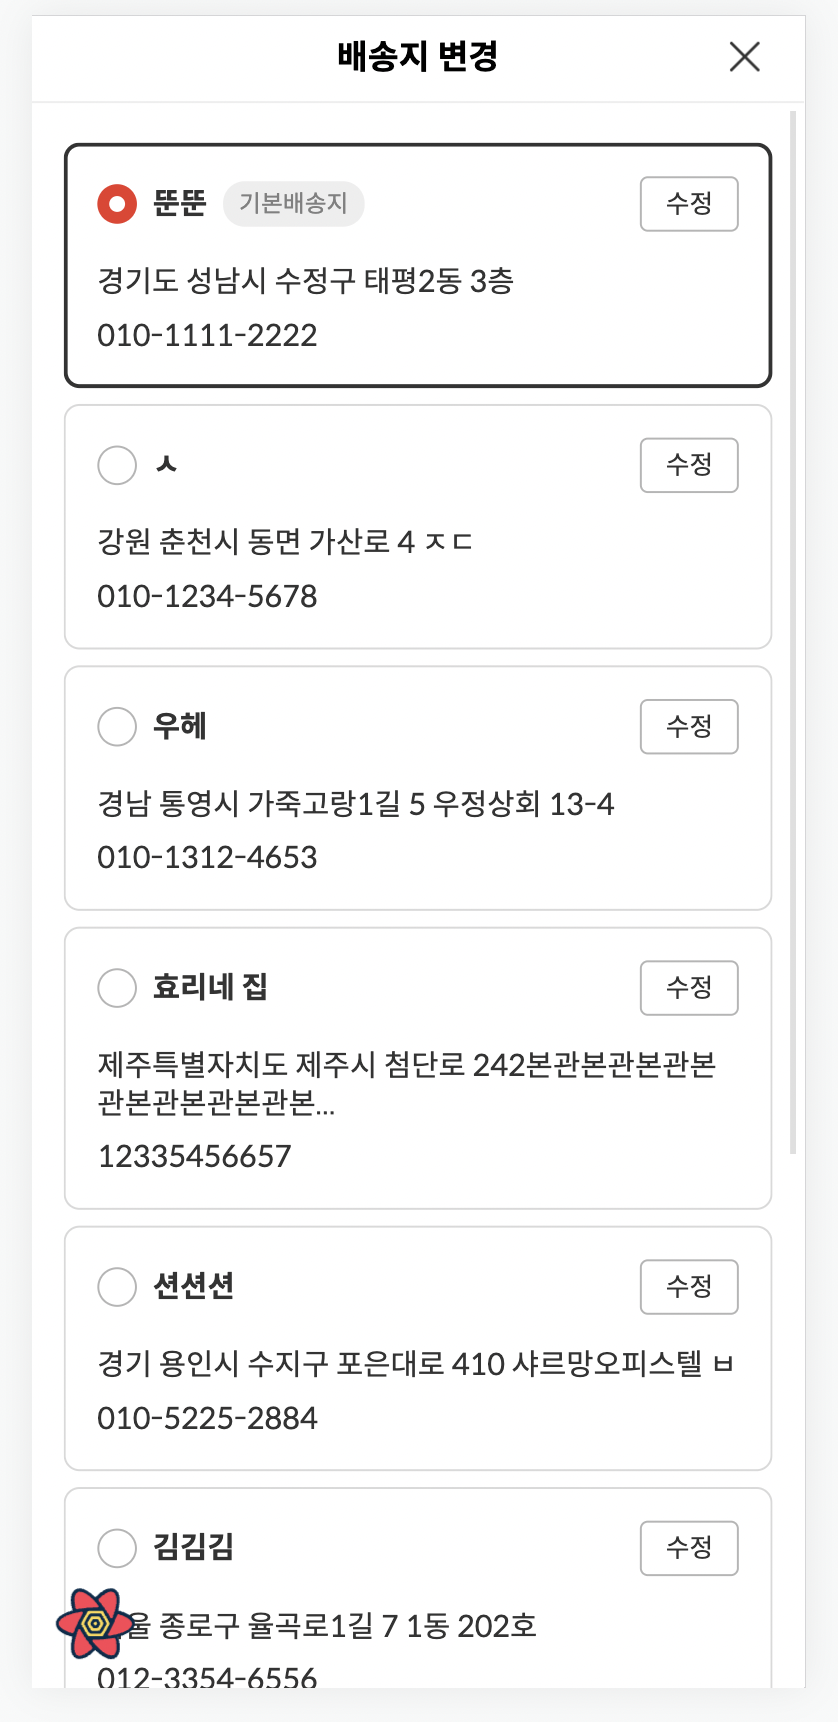 배송지 변경
뚠뚠 기본배송지 수정
경기도 성남시 수정구 태평2동 3층
010-1111-2222
ㅅ 수정
강원 춘천시 동면 가산로 4 ㅈㄷ
010-1234-5678
우헤 수정
경남 통영시 가죽고랑1길 5 우정상회 13-4
010-1312-4653
효리네 집 수정
제주특별자치도 제주시 첨단로 242본관본관본관본
관본관본관본관본...
12335456657
션션션 수정
경기 용인시 수지구 포은대로 410 샤르망오피스텔 ㅂ
010-5225-2884
김김김 수정
종로구 율곡로1길 7 1동 202호
012-3354-6556